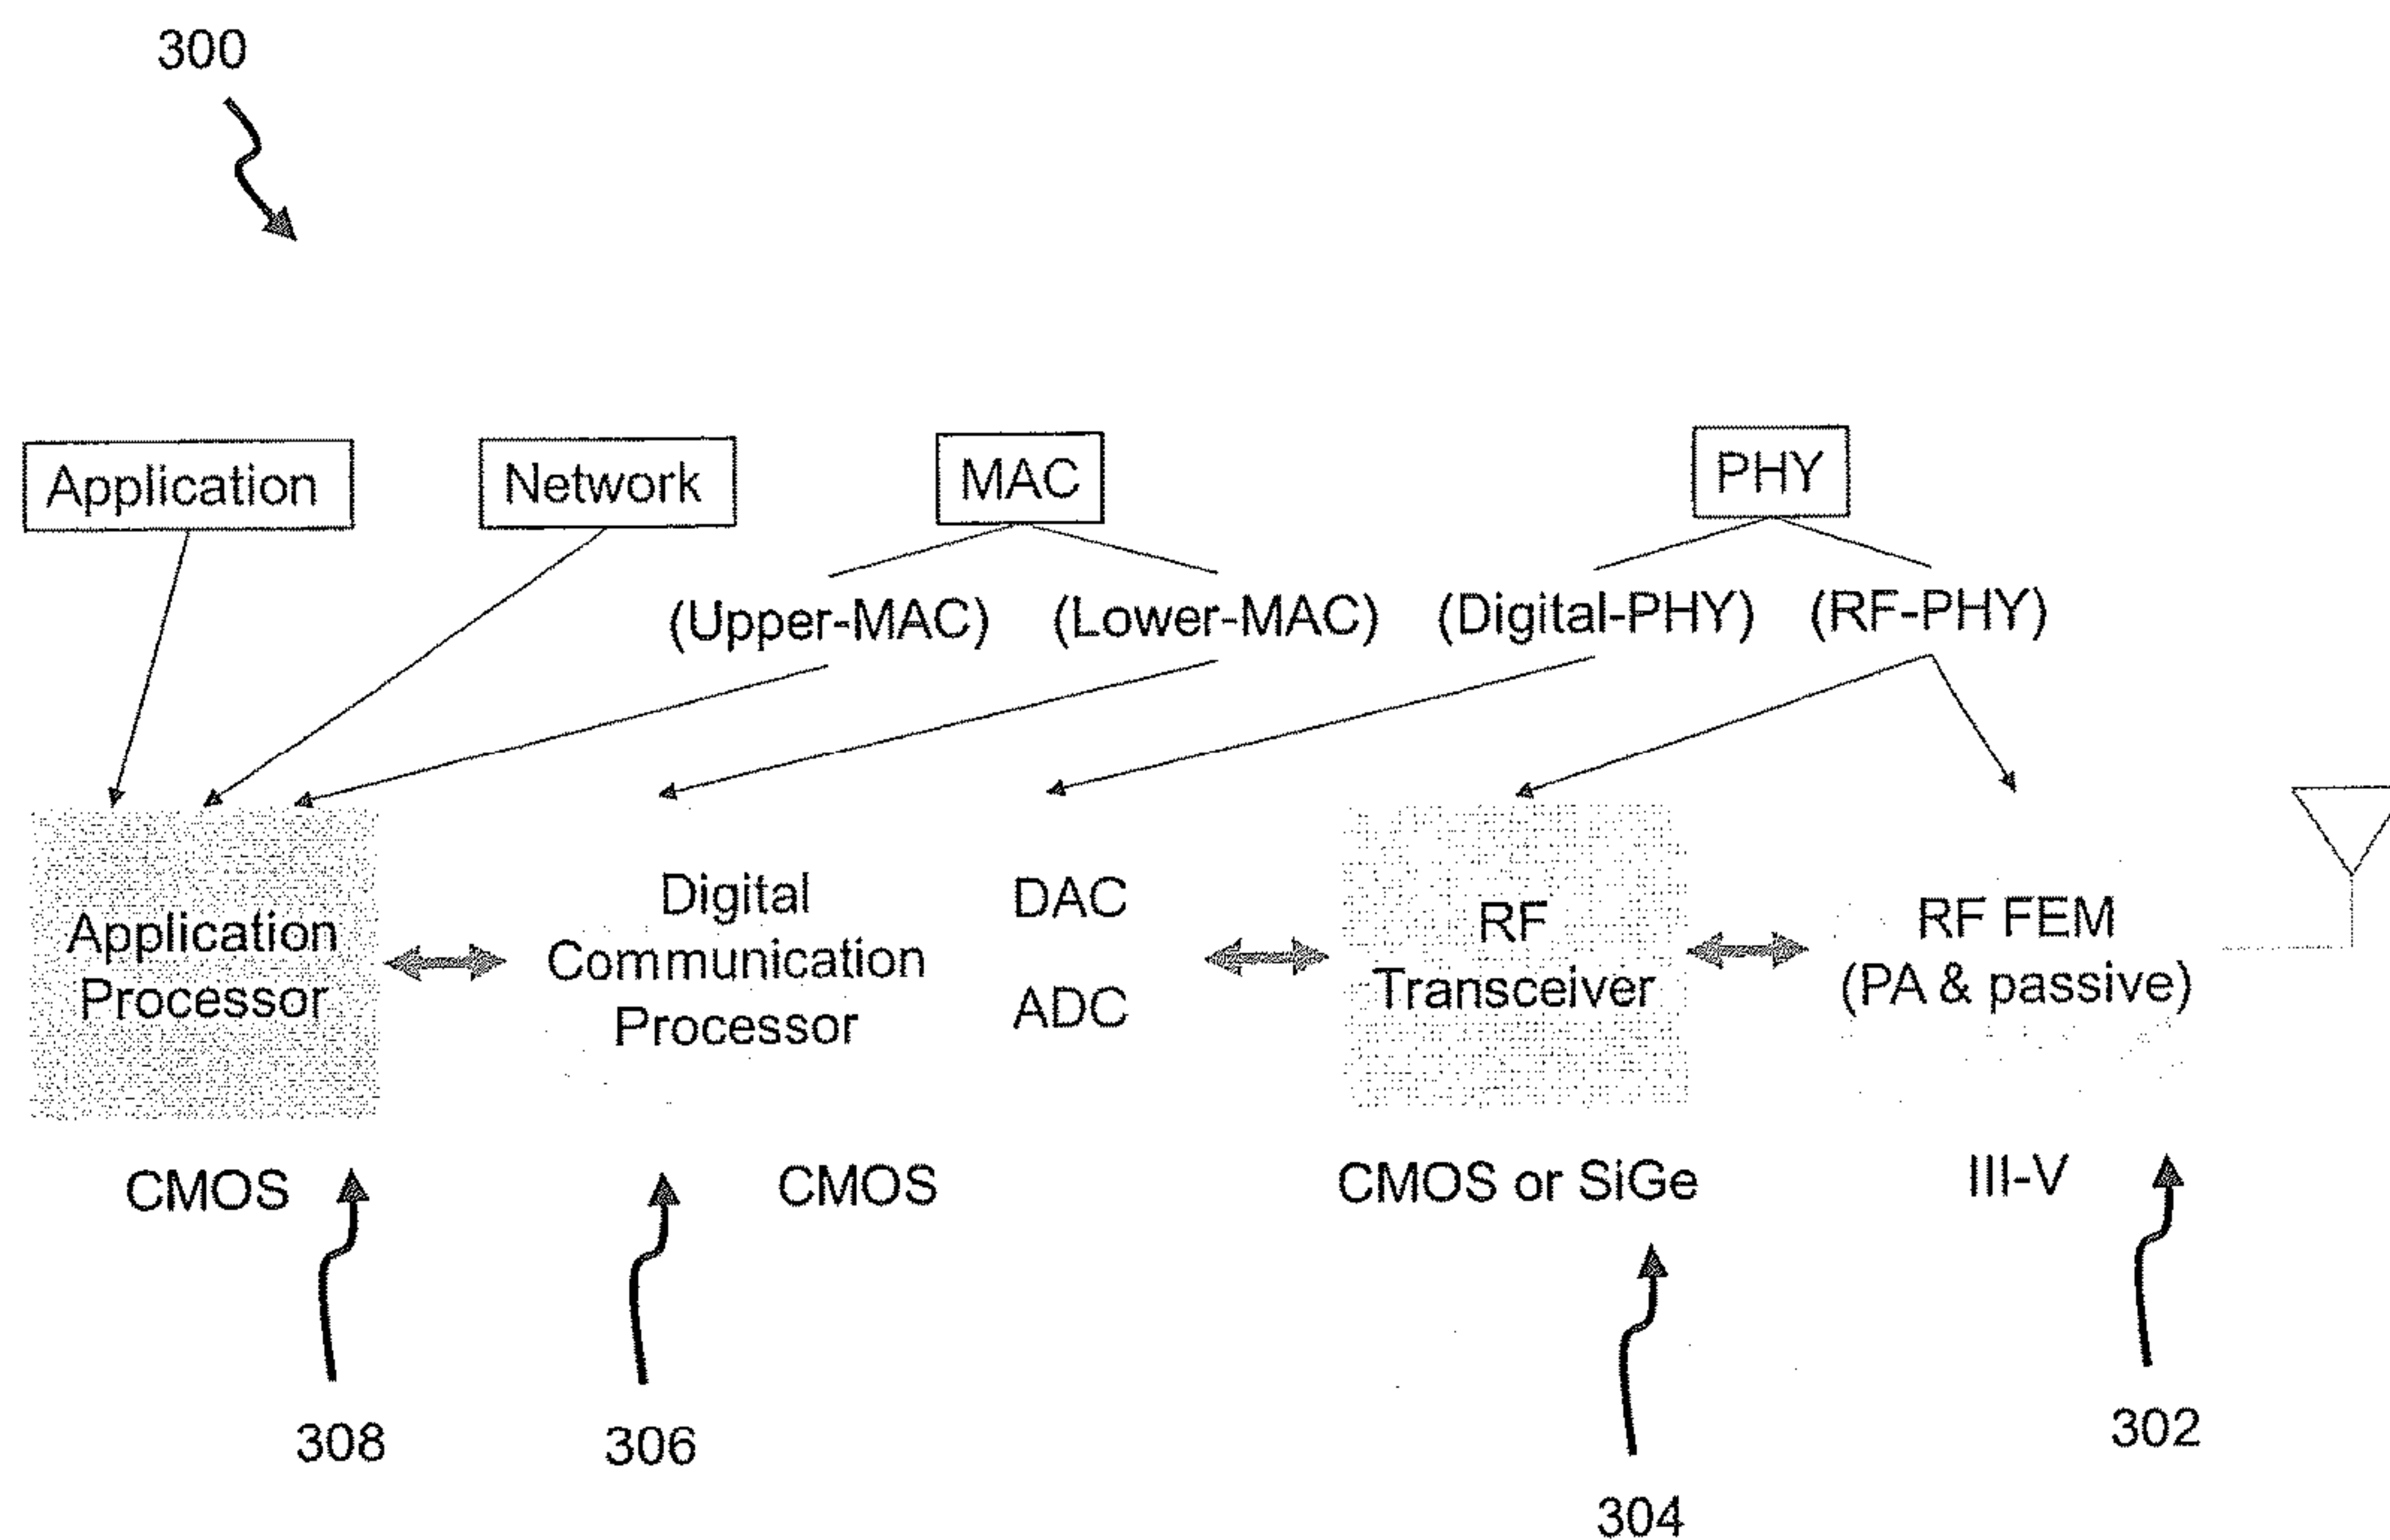 300
Application
Network
MAC
PHY
(Upper-MAC)
(Lower-MAC)
(Digital-PHY)
(RF-PHY)
Application
Processor
Digital
Communication
Processor
DAC
ADC
RF
Transceiver
RF FEM
(PA & passive)
CMOS
CMOS
CMOS or SiGe
III-V
308
306
304
302